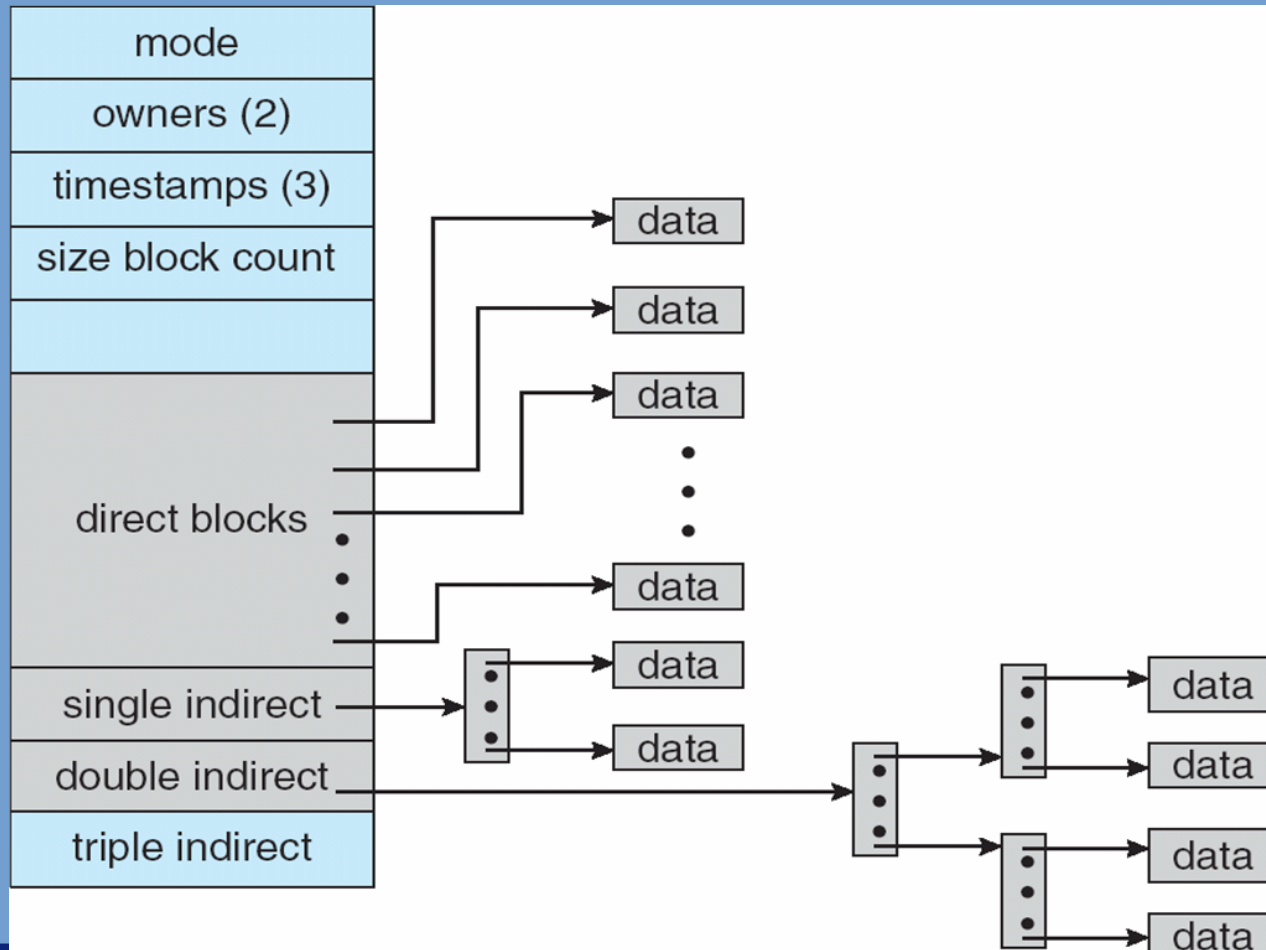 mode
owners (2)
timestamps (3)
size block count
direct blocks
single indirect
double indirect
triple indirect
data
data
data
data
data
data
data
data
data
data